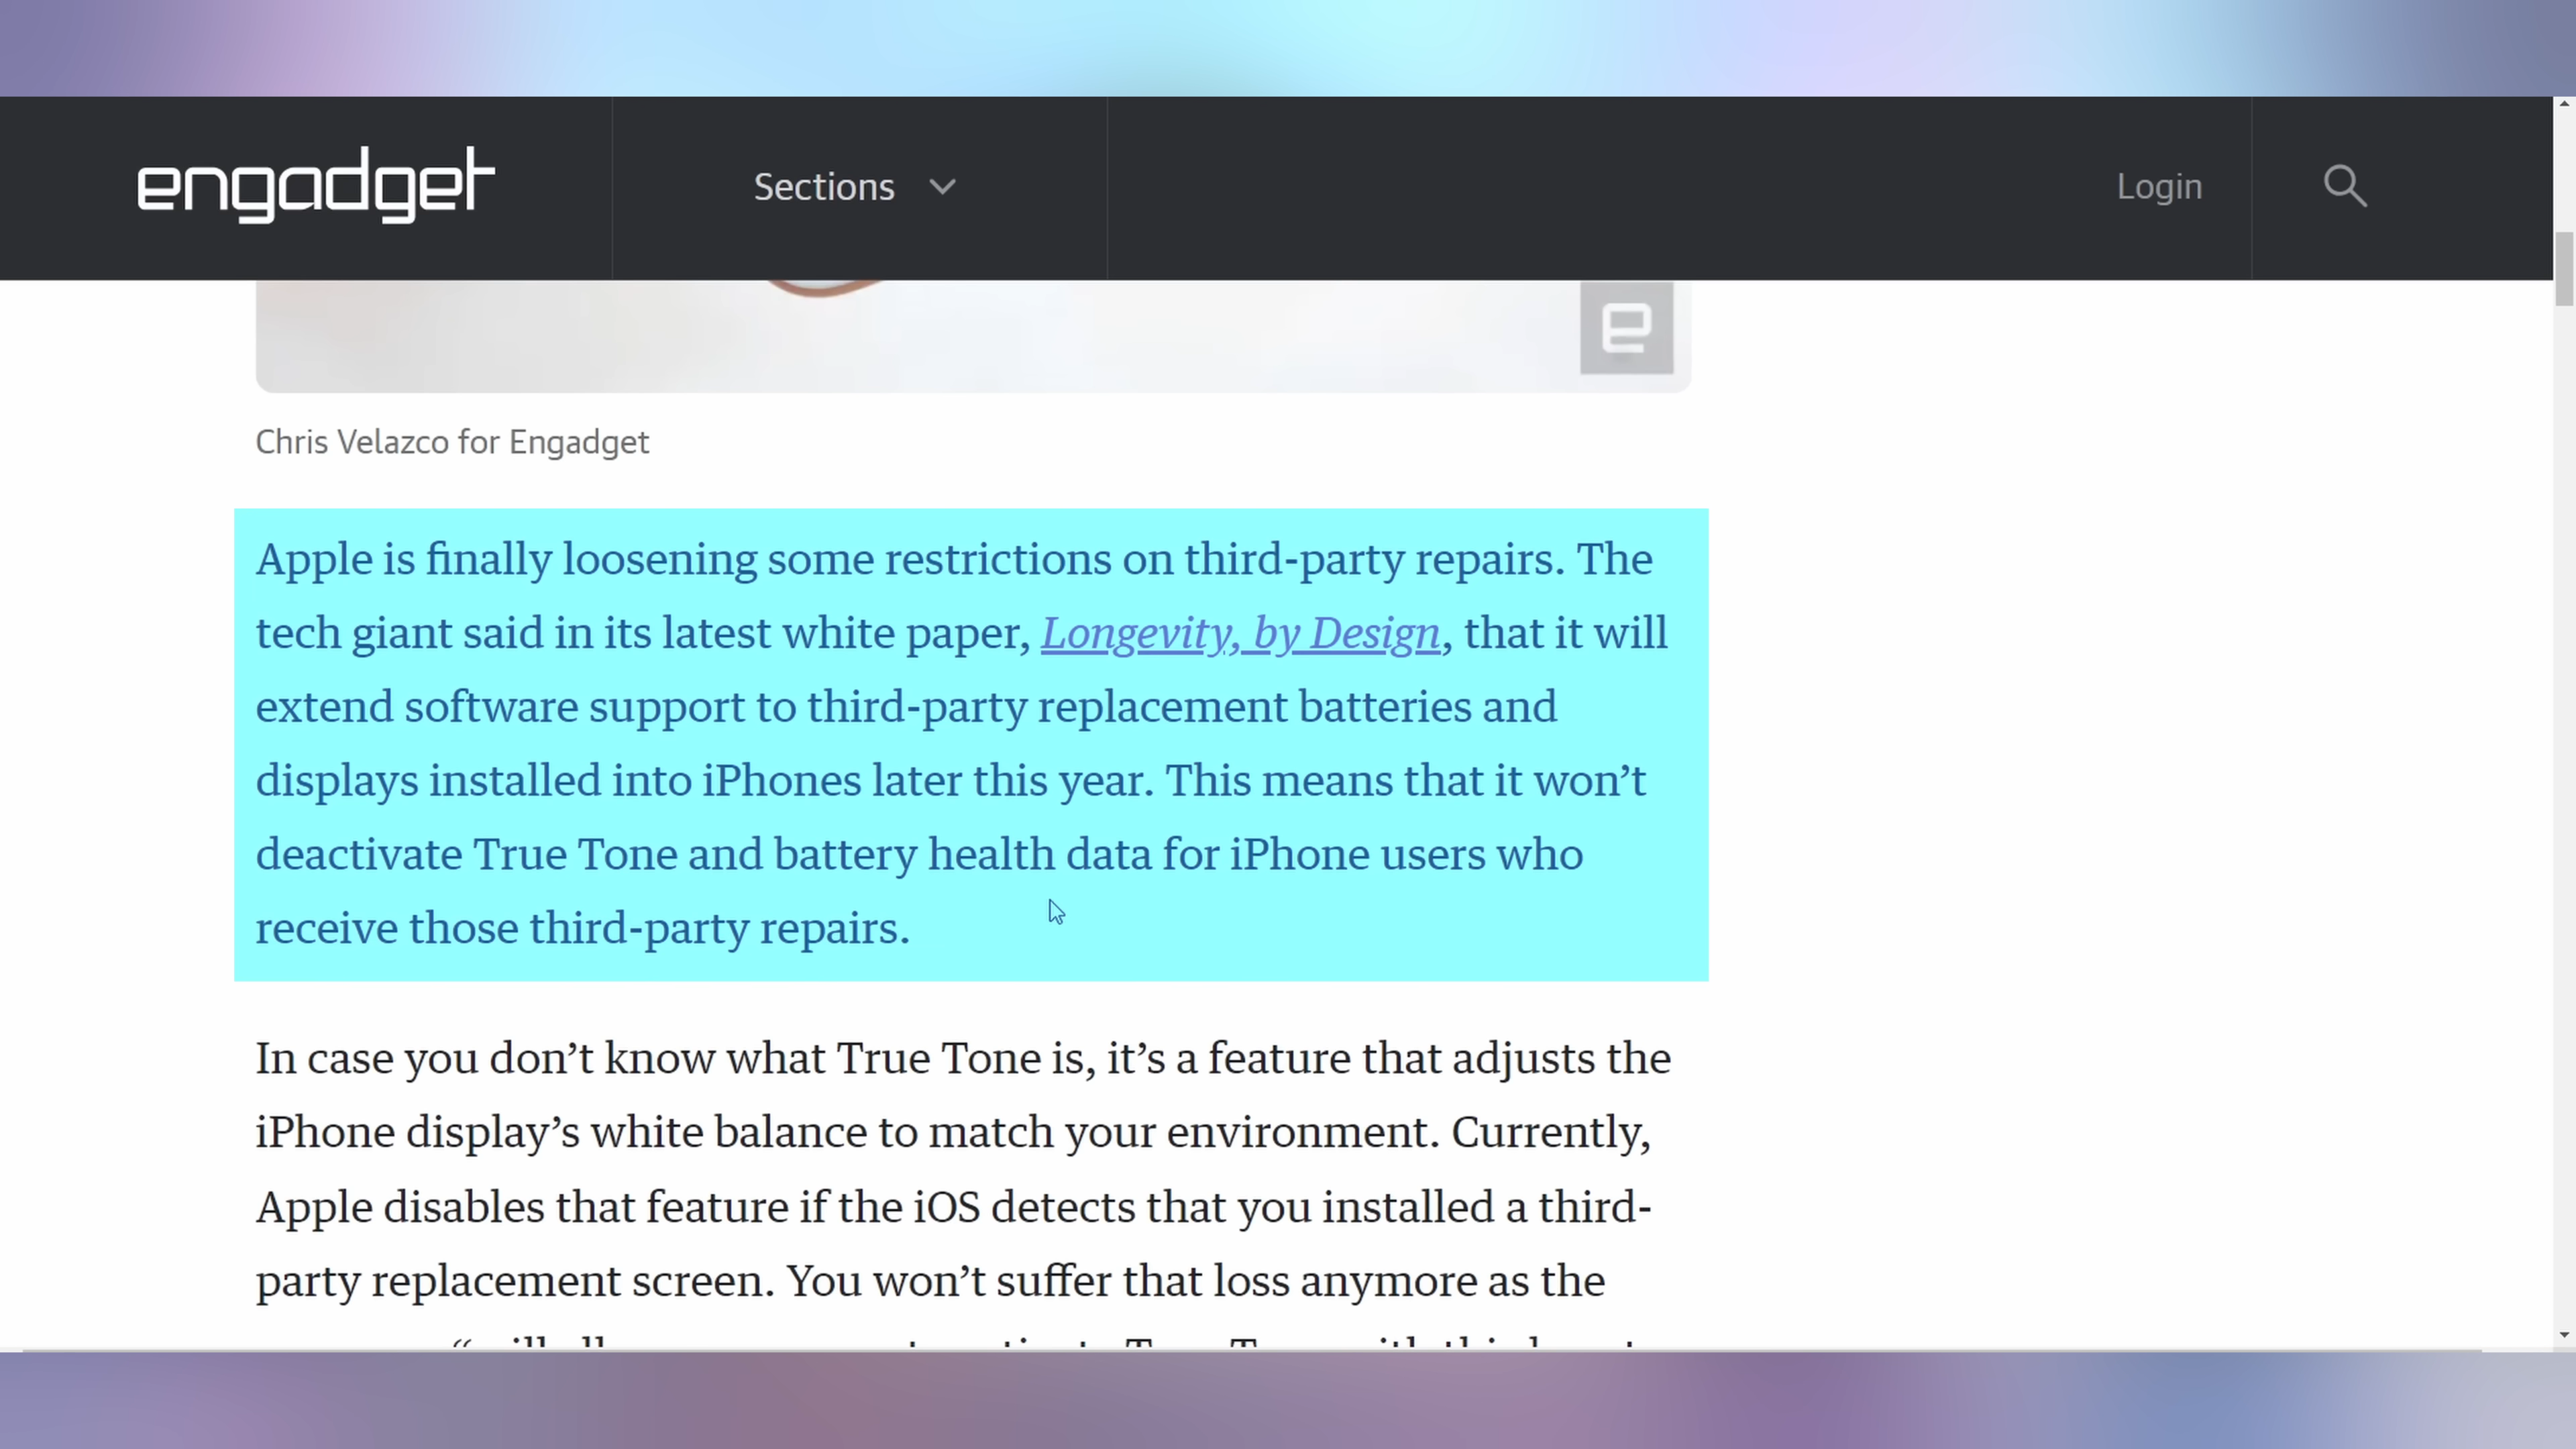 engadget
Sections
Login
e
Chris Velazco for Engadget
Apple is finally loosening some restrictions on third-party repairs. The
tech giant said in its latest white paper, Longevity, by Design, that it will
extend software support to third-party replacement batteries and
displays installed into iPhones later this year. This means that it won’t
deactivate True Tone and battery health data for iPhone users who
receive those third-party repairs.
In case you don’t know what True Tone is, it’s a feature that adjusts the
iPhone display’s white balance to match your environment. Currently,
Apple disables that feature if the iOS detects that you installed a third-
party replacement screen. You won’t suffer that loss anymore as the